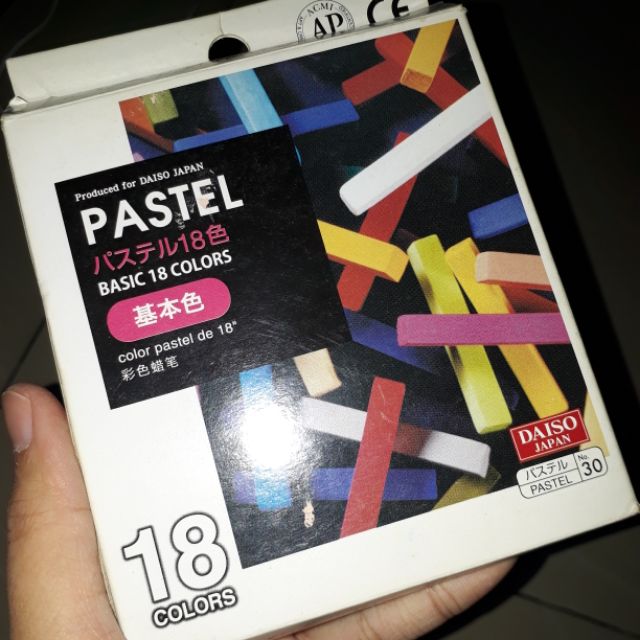 ACMI
AP
CE
Produced for DAISO JAPAN
PASTEL
パステル18色
BASIC 18 COLORS
基本色
color pastel de 18"
彩色蜡笔
DAISO
JAPAN
パステル
PASTEL
No.
30
18
COLORS